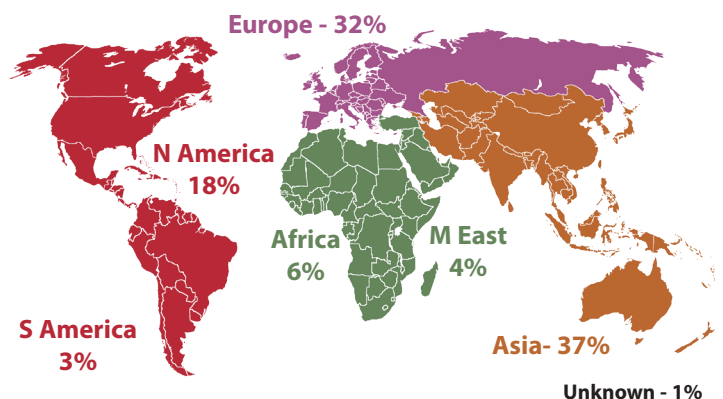 Europe - 32%
N America
18%
Africa
6%
M East
4%
S America
3%
Asia- 37%
Unknown - 1%